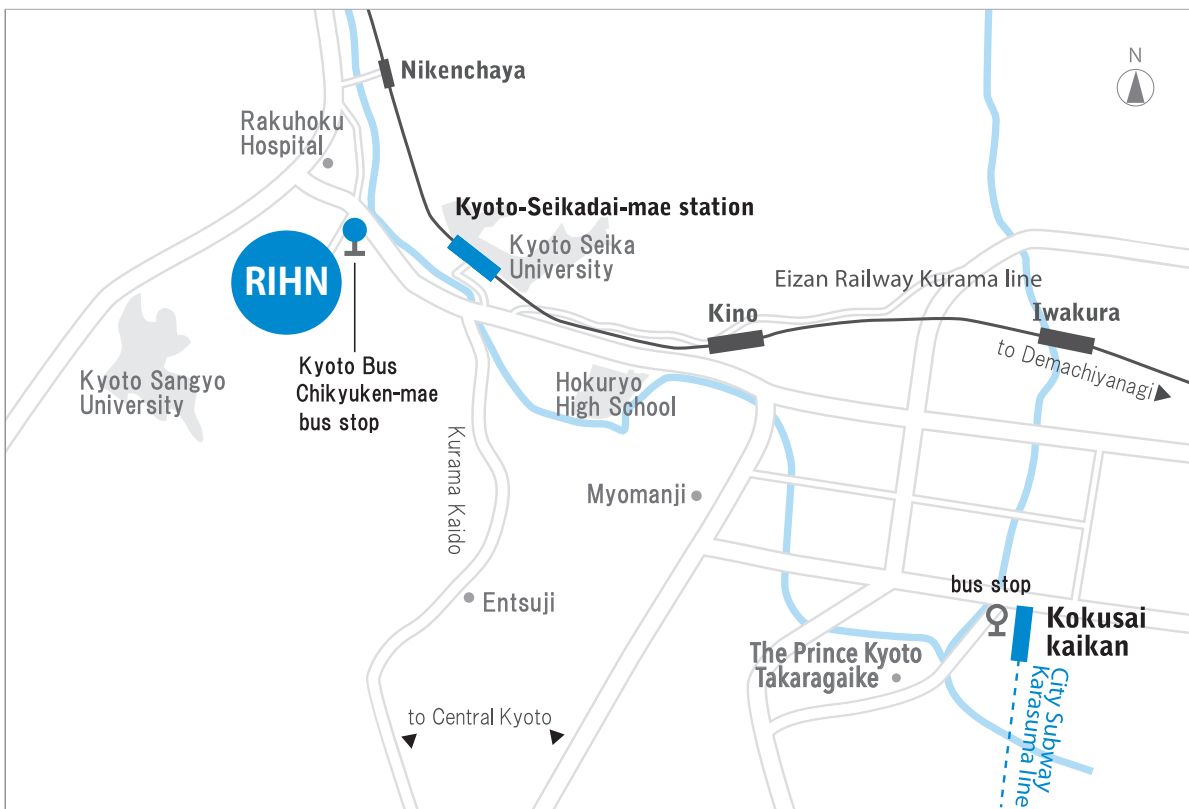 N
Nikenchaya
Rakuhoku
Hospital
Kyoto-Seikadai-mae station
Kyoto Seika
University
RIHN
Eizan Railway Kurama line
Kino
Iwakura
to Demachiyanagi
Kyoto Bus
Chikyuken-mae
bus stop
Kyoto Sangyo
University
Hokuryo
High School
Kurama Kaido
Myomanji
Entsuji
bus stop
Kokusai
kaikan
The Prince Kyoto
Takaragaike
City Subway
Karasuma line
to Central Kyoto